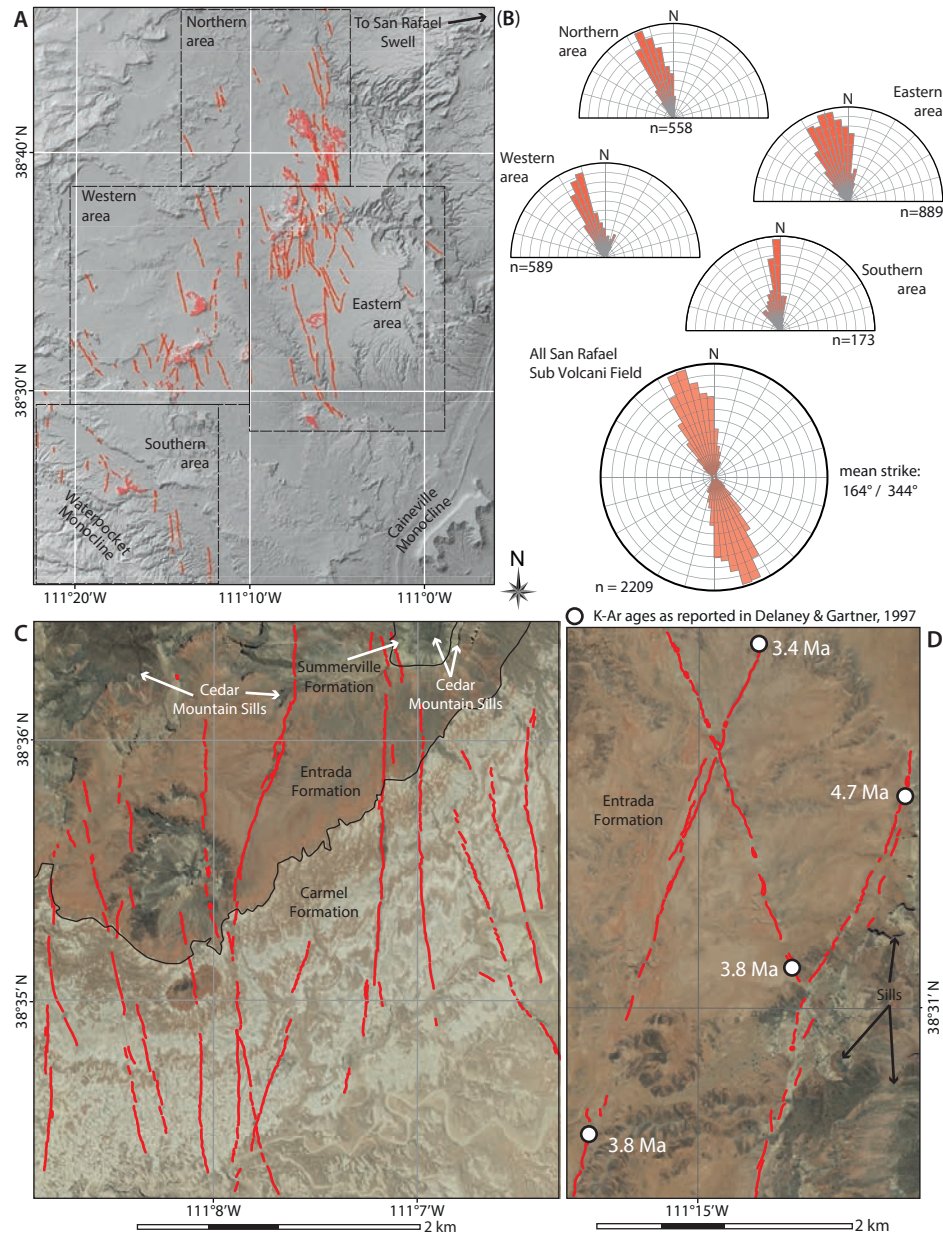 A
Northern
area
To San Rafael
Swell
38°40´N
Western
area
Eastern
area
38°30´N
Southern
area
Waterpocket
Monocline
Caineville
Monocline
111°20´W
111°10´W
111°0´W
N
(B)
N
Northern
area
n=558
N
Eastern
area
n=889
N
Western
area
n=589
N
Southern
area
n=173
All San Rafael
Sub Volcani Field
N
mean strike:
164° / 344°
n = 2209
C
Summerville
Formation
Cedar
Mountain Sills
Cedar
Mountain Sills
38°36´N
Entrada
Formation
Carmel
Formation
38°35´N
111°8´W
111°7´W
2 km
K-Ar ages as reported in Delaney & Gartner, 1997
D
3.4 Ma
4.7 Ma
Entrada
Formation
3.8 Ma
Sills
38°31´N
3.8 Ma
111°15´W
2 km